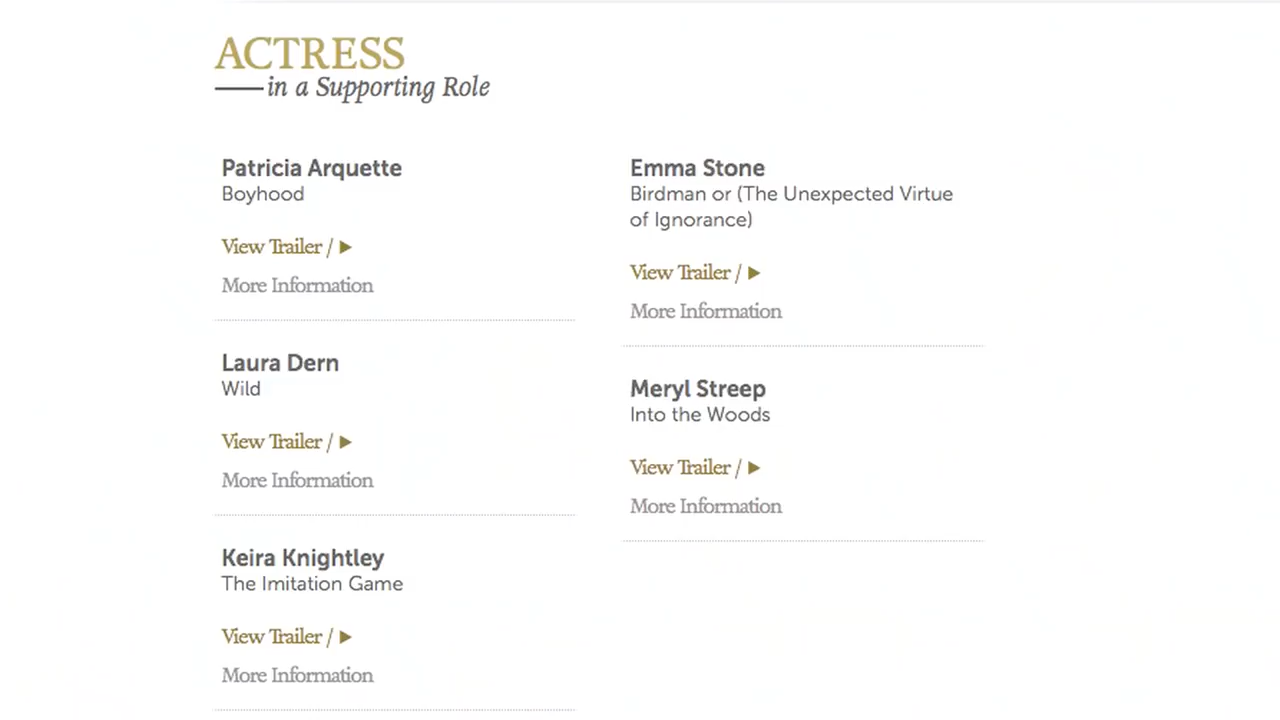 ACTRESS
in a Supporting Role
Patricia Arquette
Boyhood
View Trailer / ▶
More Information
Laura Dern
Wild
View Trailer / ▶
More Information
Keira Knightley
The Imitation Game
View Trailer / ▶
More Information
Emma Stone
Birdman or (The Unexpected Virtue
of Ignorance)
View Trailer / ▶
More Information
Meryl Streep
Into the Woods
View Trailer / ▶
More Information